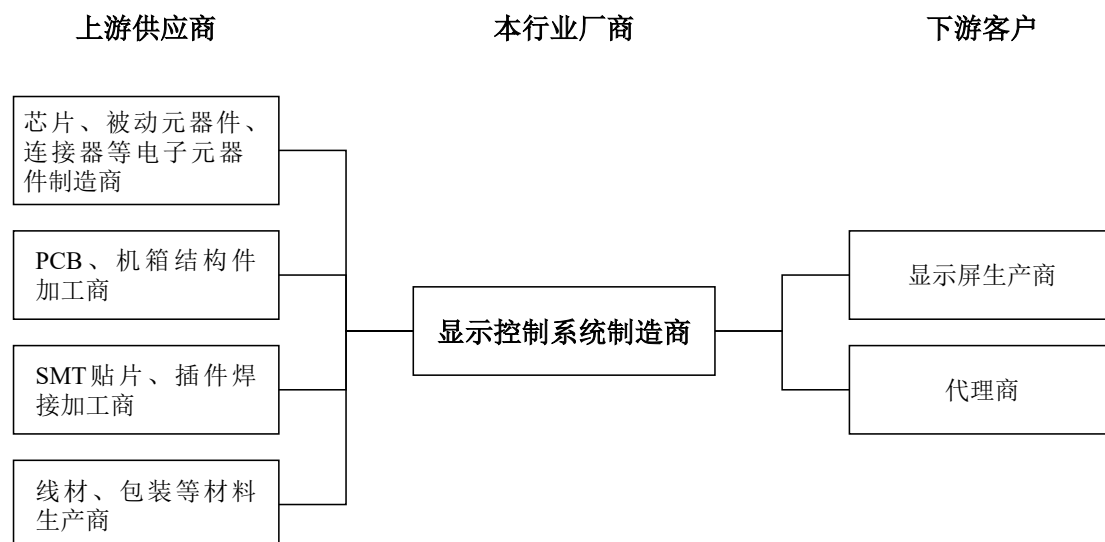 上游供应商
本行业厂商
下游客户
芯片、被动元器件、
连接器等电子元器
件制造商
PCB、机箱结构件
加工商
SMT贴片、插件焊
接加工商
线材、包装等材料
生产商
显示控制系统制造商
显示屏生产商
代理商